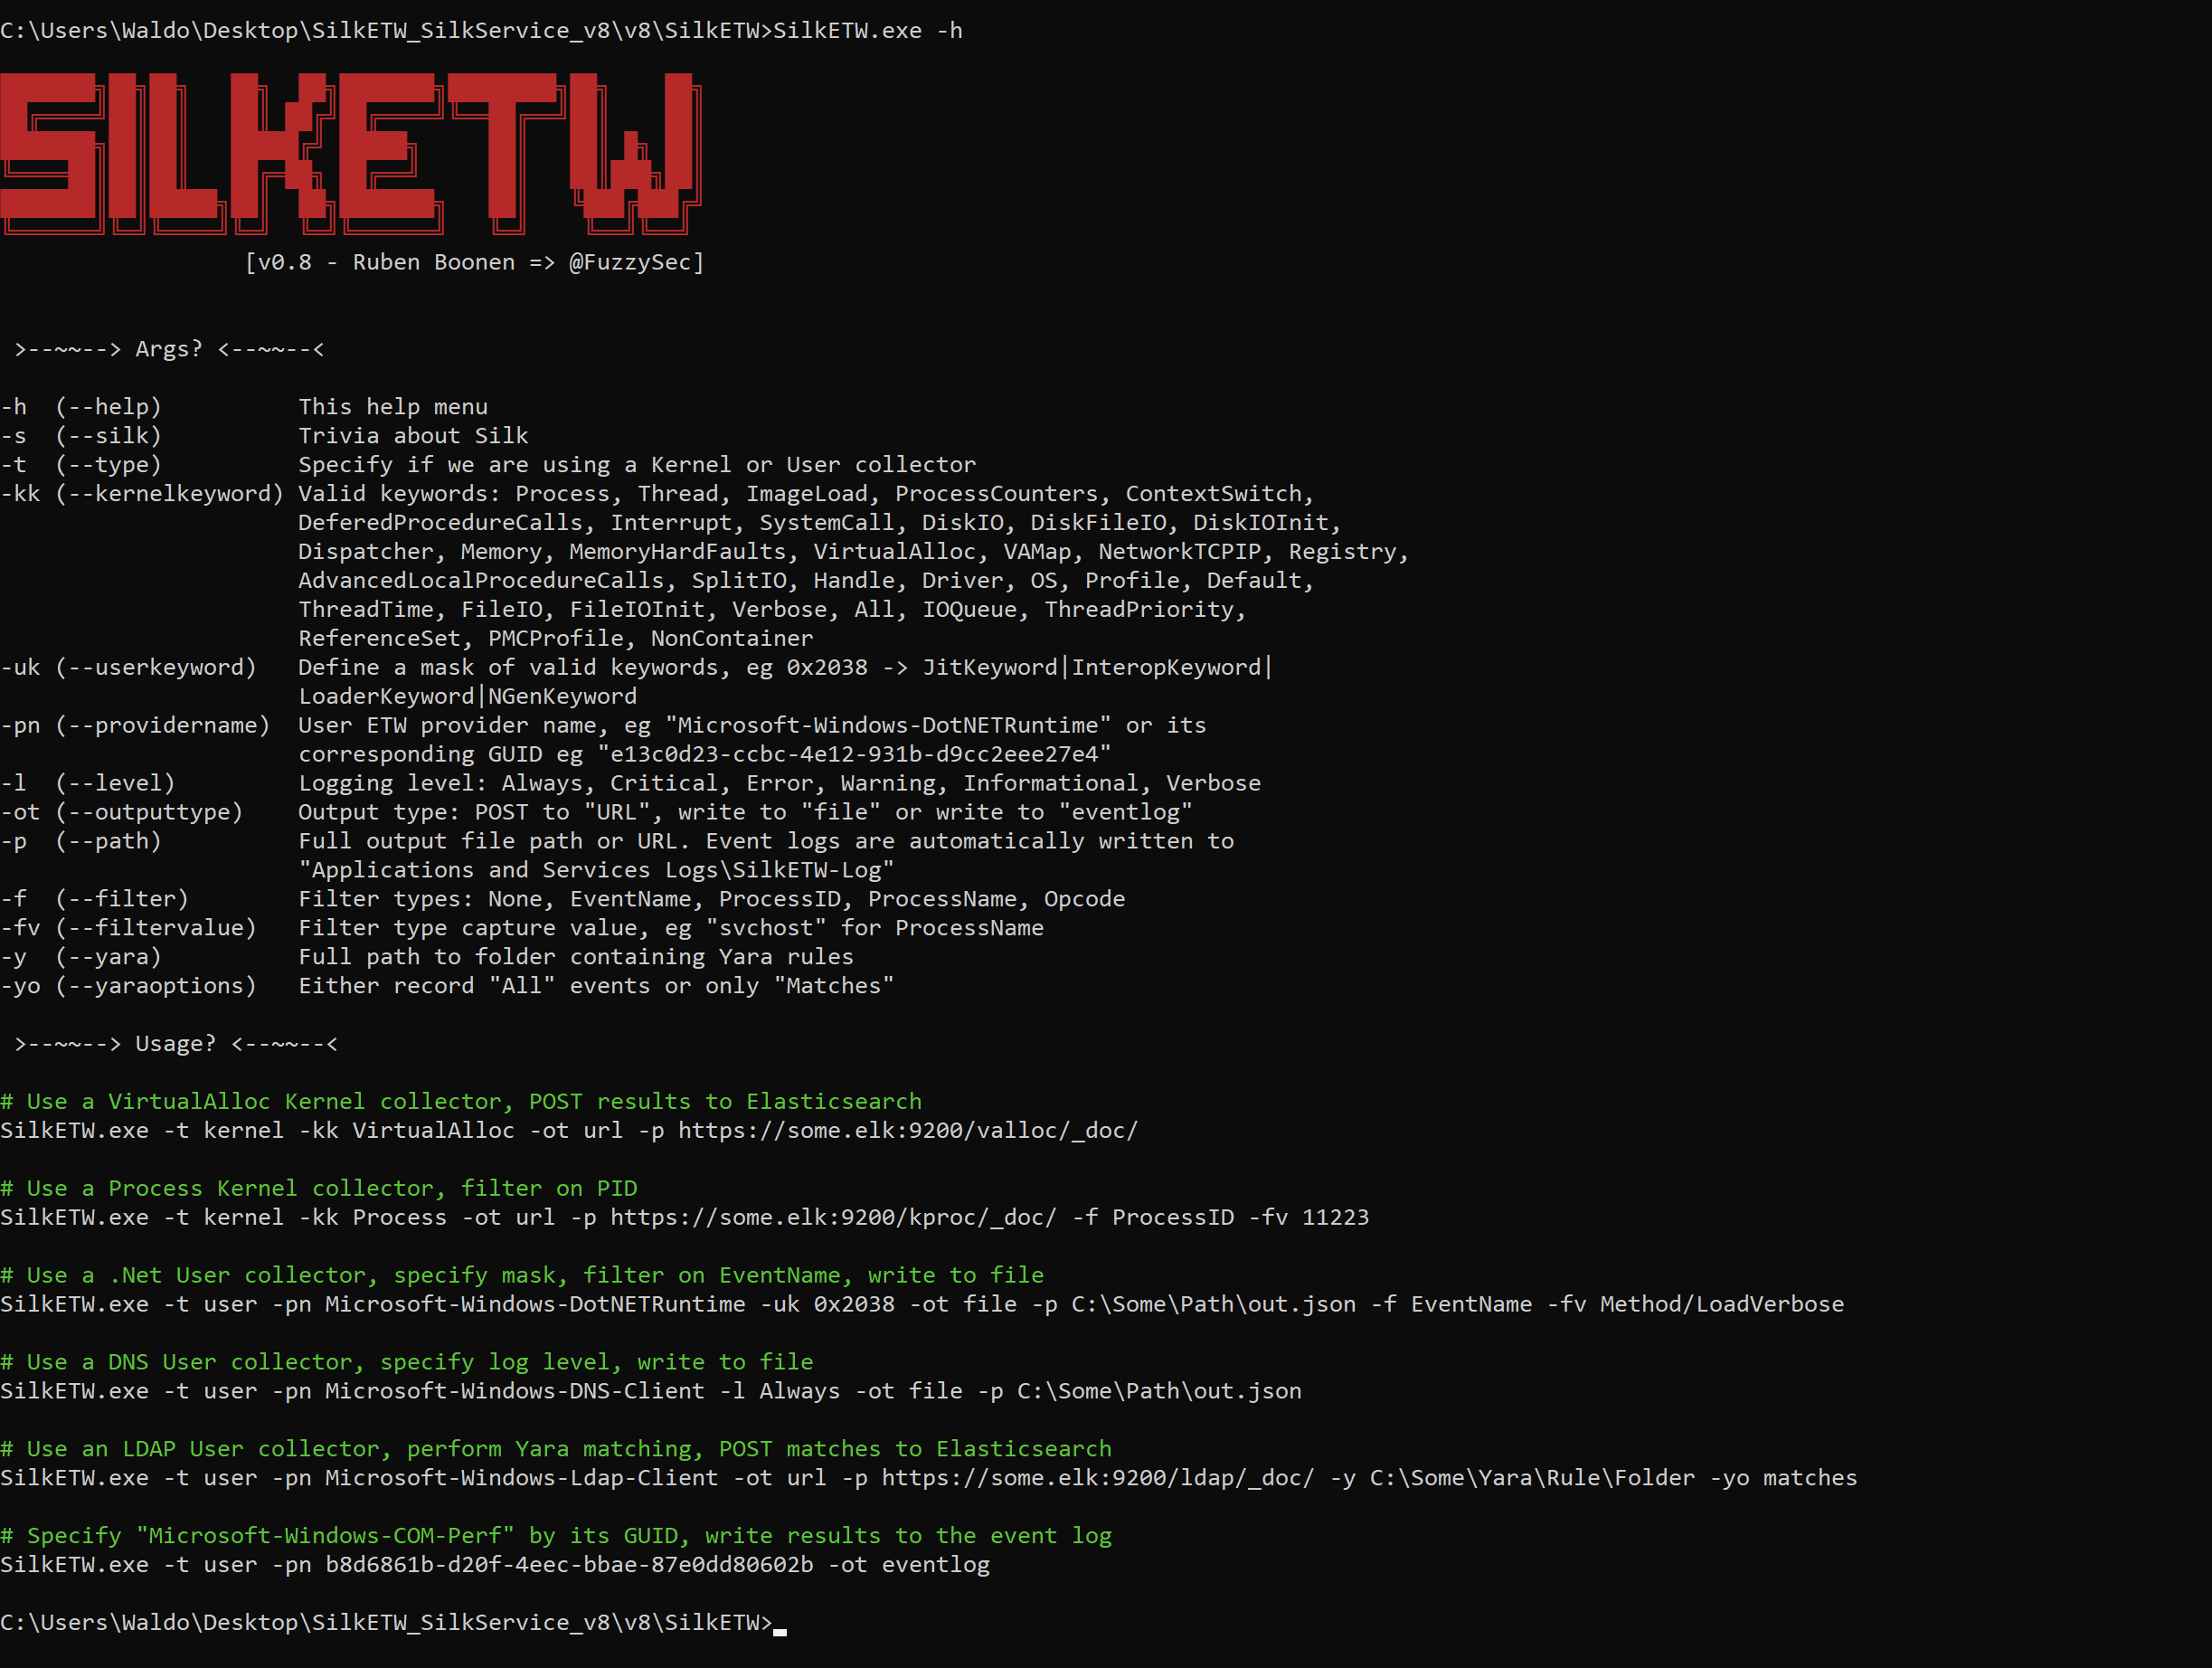 C:\Users\Waldo\Desktop\SilkETW_SilkService_v8\v8\SilkETW>SilkETW.exe -h
SILKETW
[v0.8 - Ruben Boonen => @FuzzySec]
>--~~--> Args? <--~~--<
-h  (--help)          This help menu
-s  (--silk)          Trivia about Silk
-t  (--type)          Specify if we are using a Kernel or User collector
-kk (--kernelkeyword) Valid keywords: Process, Thread, ImageLoad, ProcessCounters, ContextSwitch,
DeferedProcedureCalls, Interrupt, SystemCall, DiskIO, DiskFileIO, DiskIOInit,
Dispatcher, Memory, MemoryHardFaults, VirtualAlloc, VAMap, NetworkTCPIP, Registry,
AdvancedLocalProcedureCalls, SplitIO, Handle, Driver, OS, Profile, Default,
ThreadTime, FileIO, FileIOInit, Verbose, All, IOQueue, ThreadPriority,
ReferenceSet, PMCProfile, NonContainer
-uk (--userkeyword)   Define a mask of valid keywords, eg 0x2038 -> JitKeyword|InteropKeyword|
LoaderKeyword|NGenKeyword
-pn (--providername)  User ETW provider name, eg "Microsoft-Windows-DotNETRuntime" or its
corresponding GUID eg "e13c0d23-ccbc-4e12-931b-d9cc2eee27e4"
-l  (--level)         Logging level: Always, Critical, Error, Warning, Informational, Verbose
-ot (--outputtype)    Output type: POST to "URL", write to "file" or write to "eventlog"
-p  (--path)          Full output file path or URL. Event logs are automatically written to
"Applications and Services Logs\SilkETW-Log"
-f  (--filter)        Filter types: None, EventName, ProcessID, ProcessName, Opcode
-fv (--filtervalue)   Filter type capture value, eg "svchost" for ProcessName
-y  (--yara)          Full path to folder containing Yara rules
-yo (--yaraoptions)   Either record "All" events or only "Matches"
>--~~--> Usage? <--~~--<
# Use a VirtualAlloc Kernel collector, POST results to Elasticsearch
SilkETW.exe -t kernel -kk VirtualAlloc -ot url -p https://some.elk:9200/valloc/_doc/
# Use a Process Kernel collector, filter on PID
SilkETW.exe -t kernel -kk Process -ot url -p https://some.elk:9200/kproc/_doc/ -f ProcessID -fv 11223
# Use a .Net User collector, specify mask, filter on EventName, write to file
SilkETW.exe -t user -pn Microsoft-Windows-DotNETRuntime -uk 0x2038 -ot file -p C:\Some\Path\out.json -f EventName -fv Method/LoadVerbose
# Use a DNS User collector, specify log level, write to file
SilkETW.exe -t user -pn Microsoft-Windows-DNS-Client -l Always -ot file -p C:\Some\Path\out.json
# Use an LDAP User collector, perform Yara matching, POST matches to Elasticsearch
SilkETW.exe -t user -pn Microsoft-Windows-Ldap-Client -ot url -p https://some.elk:9200/ldap/_doc/ -y C:\Some\Yara\Rule\Folder -yo matches
# Specify "Microsoft-Windows-COM-Perf" by its GUID, write results to the event log
SilkETW.exe -t user -pn b8d6861b-d20f-4eec-bbae-87e0dd80602b -ot eventlog
C:\Users\Waldo\Desktop\SilkETW_SilkService_v8\v8\SilkETW>